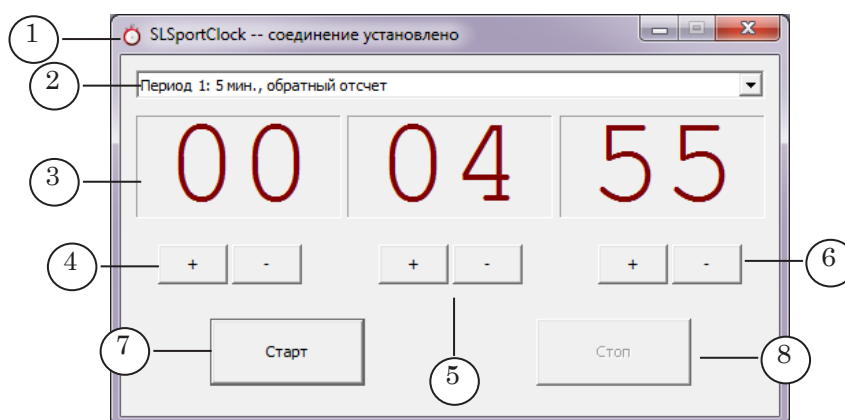 1
SLSportClock -- соединение установлено
2
Период 1: 5 мин., обратный отсчет
3
00 04 55
4
+ - + - + -
6
7
Старт
5
Стоп
8